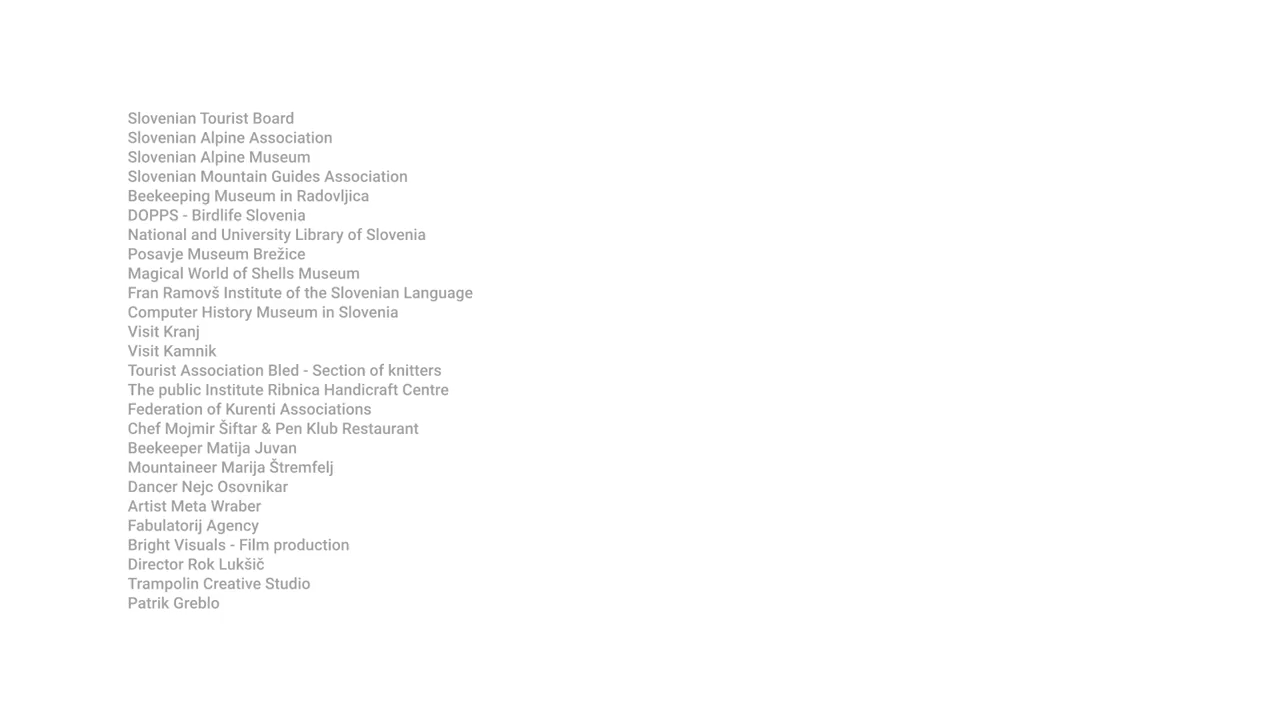 Slovenian Tourist Board
Slovenian Alpine Association
Slovenian Alpine Museum
Slovenian Mountain Guides Association
Beekeeping Museum in Radovljica
DOPPS - Birdlife Slovenia
National and University Library of Slovenia
Posavje Museum Brežice
Magical World of Shells Museum
Fran Ramovš Institute of the Slovenian Language
Computer History Museum in Slovenia
Visit Kranj
Visit Kamnik
Tourist Association Bled - Section of knitters
The public Institute Ribnica Handicraft Centre
Federation of Kurenti Associations
Chef Mojmir Šiftar & Pen Klub Restaurant
Beekeeper Matija Juvan
Mountaineer Marija Štremfelj
Dancer Nejc Osovnikar
Artist Meta Wraber
Fabulatorij Agency
Bright Visuals - Film production
Director Rok Lukšič
Trampolin Creative Studio
Patrik Greblo